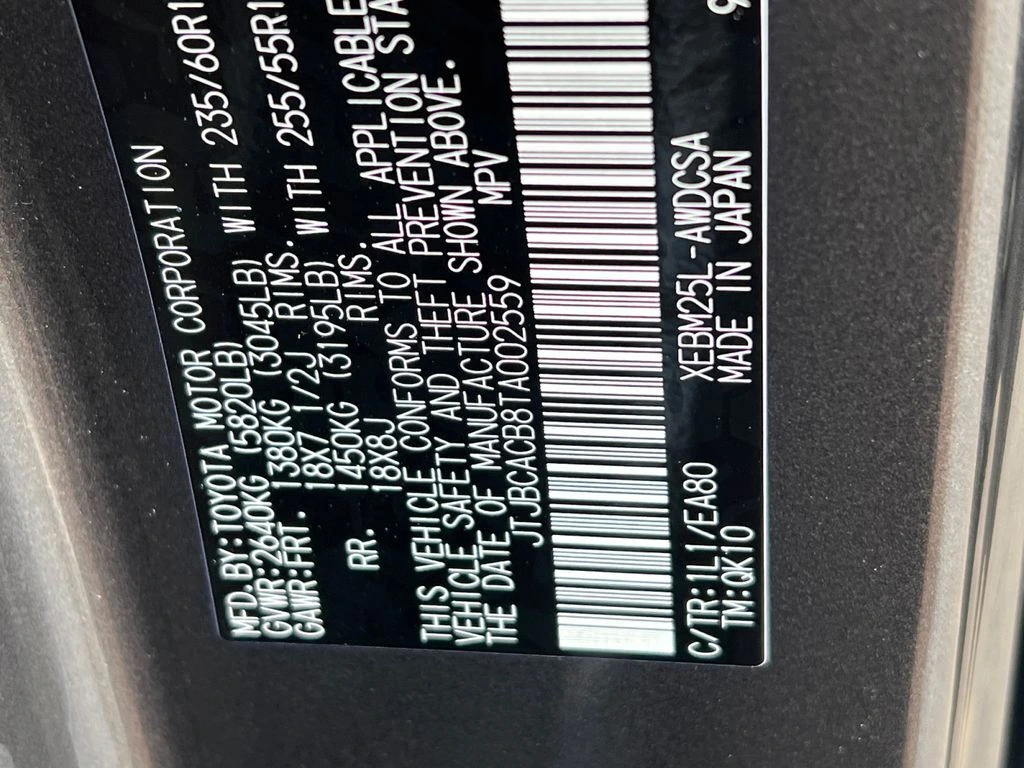 MFD.BY:TOYOTA MOTOR CORPORATION
GVWR:2640KG (5820LB)
GAWR:FRT. 1380KG (3045LB) WITH 235/60R1
18X7 1/2J RIMS.
RR. 1450KG (3195LB) WITH 255/55R1
18X8J RIMS.
THIS VEHICLE CONFORMS TO ALL APPLICABLE
VEHICLE SAFETY AND THEFT PREVENTION STA
THE DATE OF MANUFACTURE SHOWN ABOVE.
JTJBCACB8TA002559 MPV
C/TR:1L1/EA80 XEBM25L-AWDCSA
TM:QK10 MADE IN JAPAN